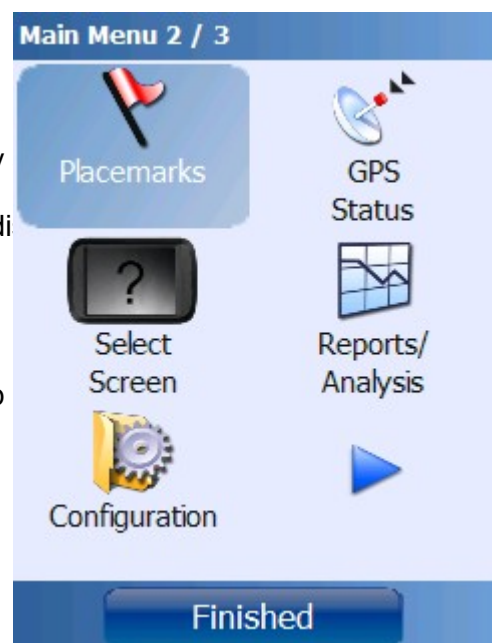 Main Menu 2 / 3
Placemarks
GPS
Status
?
Select
Screen
Reports/
Analysis
Configuration
Finished